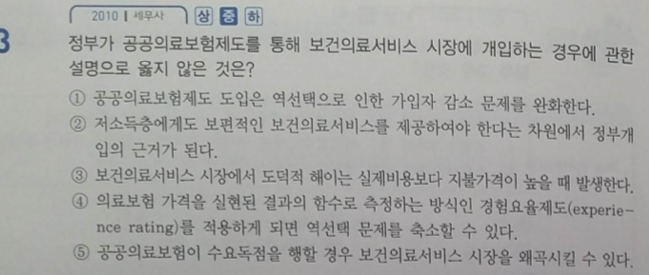 3
2010 | 세무사 상 중 하
정부가 공공의료보험제도를 통해 보건의료서비스 시장에 개입하는 경우에 관한
설명으로 옳지 않은 것은?
① 공공의료보험제도 도입은 역선택으로 인한 가입자 감소 문제를 완화한다.
② 저소득층에게도 보편적인 보건의료서비스를 제공하여야 한다는 차원에서 정부개
입의 근거가 된다.
③ 보건의료서비스 시장에서 도덕적 해이는 실제비용보다 지불가격이 높을 때 발생한다.
④ 의료보험 가격을 실현된 결과의 함수로 측정하는 방식인 경험요율제도(experie-
nce rating)를 적용하게 되면 역선택 문제를 축소할 수 있다.
⑤ 공공의료보험이 수요독점을 행할 경우 보건의료서비스 시장을 왜곡시킬 수 있다.